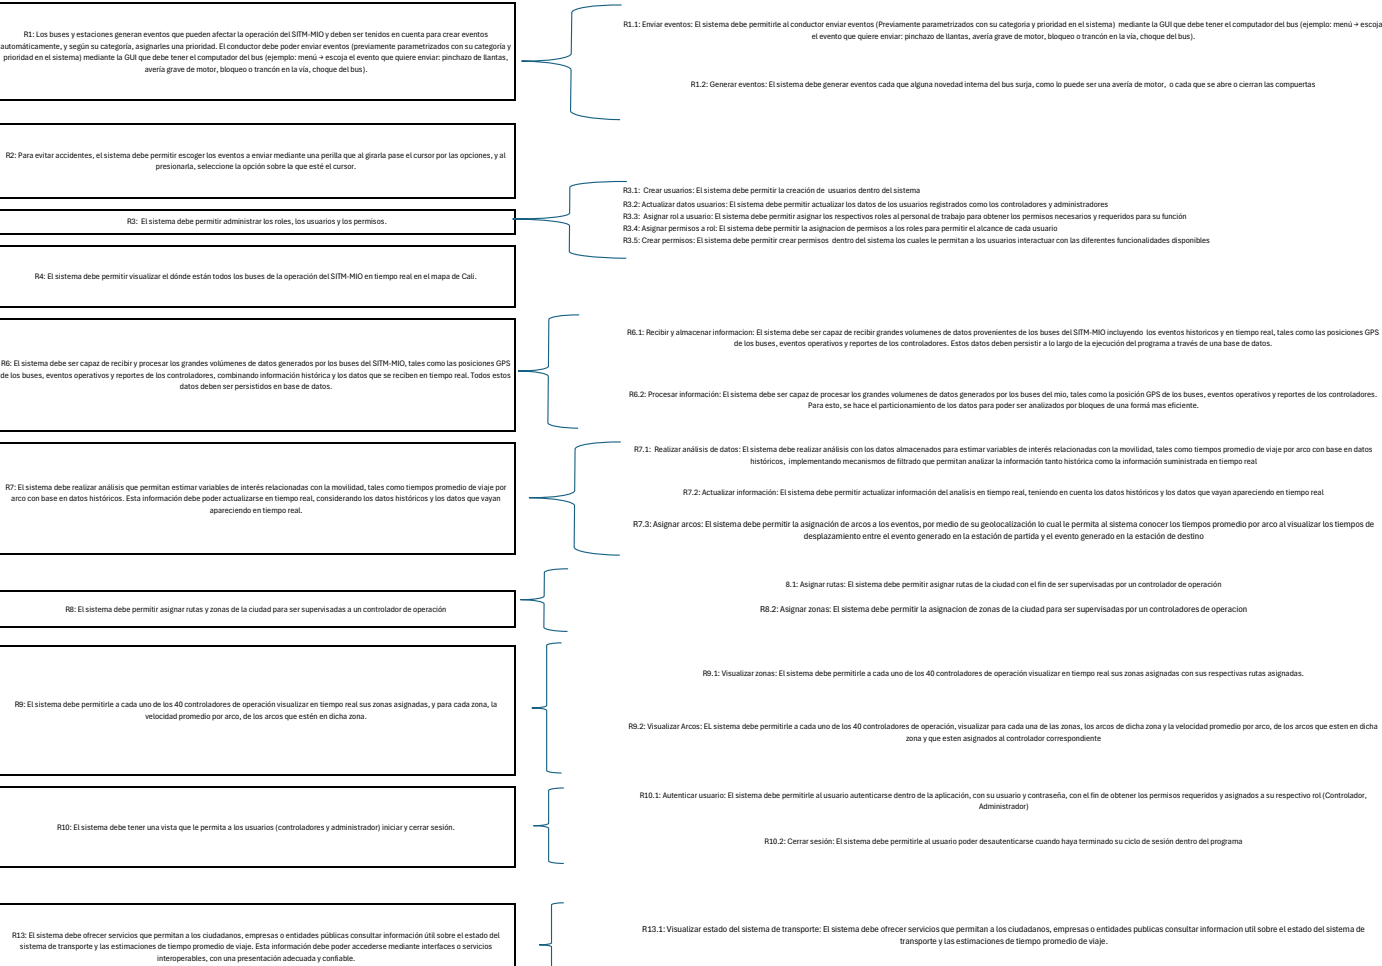 R1: Los buses y estaciones generan eventos que pueden afectar la operación del SITM-MIO y deben ser tenidos en cuenta para crear eventos
automáticamente, y según su categoría, asignarles una prioridad. El conductor debe poder enviar eventos (previamente parametrizados con su categoría y
prioridad en el sistema) mediante la GUI que debe tener el computador del bus (ejemplo: menú → escoja el evento que quiere enviar: pinchazo de llantas,
avería grave de motor, bloqueo o trancón en la vía, choque del bus).
R1.1: Enviar eventos: El sistema debe permitirle al conductor enviar eventos (Previamente parametrizados con su categoria y prioridad en el sistema) mediante la GUI que debe tener el computador del bus (ejemplo: menú → escoja
el evento que quiere enviar: pinchazo de llantas, avería grave de motor, bloqueo o trancón en la vía, choque del bus).
R1.2: Generar eventos: El sistema debe generar eventos cada que alguna novedad interna del bus surja, como lo puede ser una avería de motor, o cada que se abre o cierran las compuertas
R2: Para evitar accidentes, el sistema debe permitir escoger los eventos a enviar mediante una perilla que al girarla pase el cursor por las opciones, y al
presionarla, seleccione la opción sobre la que esté el cursor.
R3: El sistema debe permitir administrar los roles, los usuarios y los permisos.
R3.1: Crear usuarios: El sistema debe permitir la creación de usuarios dentro del sistema
R3.2: Actualizar datos usuarios: El sistema debe permitir actualizar los datos de los usuarios registrados como los controladores y administradores
R3.3: Asignar rol a usuario: El sistema debe permitir asignar los respectivos roles al personal de trabajo para obtener los permisos necesarios y requeridos para su función
R3.4: Asignar permisos a rol: El sistema debe permitir la asignacion de permisos a los roles para permitir el alcance de cada usuario
R3.5: Crear permisos: El sistema debe permitir crear permisos dentro del sistema los cuales le permitan a los usuarios interactuar con las diferentes funcionalidades disponibles
R4: El sistema debe permitir visualizar el dónde están todos los buses de la operación del SITM-MIO en tiempo real en el mapa de Cali.
R6: El sistema debe ser capaz de recibir y procesar los grandes volúmenes de datos generados por los buses del SITM-MIO, tales como las posiciones GPS
de los buses, eventos operativos y reportes de los controladores, combinando información histórica y los datos que se reciben en tiempo real. Todos estos
datos deben ser persistidos en base de datos.
R6.1: Recibir y almacenar informacion: El sistema debe ser capaz de recibir grandes volumenes de datos provenientes de los buses del SITM-MIO incluyendo los eventos historicos y en tiempo real, tales como las posiciones GPS
de los buses, eventos operativos y reportes de los controladores. Estos datos deben persistir a lo largo de la ejecución del programa a través de una base de datos.
R6.2: Procesar información: El sistema debe ser capaz de procesar los grandes volumenes de datos generados por los buses del mio, tales como la posición GPS de los buses, eventos operativos y reportes de los controladores.
Para esto, se hace el particionamiento de los datos para poder ser analizados por bloques de una formá mas eficiente.
R7: El sistema debe realizar análisis que permitan estimar variables de interés relacionadas con la movilidad, tales como tiempos promedio de viaje por
arco con base en datos históricos. Esta información debe poder actualizarse en tiempo real, considerando los datos históricos y los datos que vayan
apareciendo en tiempo real.
R7.1: Realizar análisis de datos: El sistema debe realizar análisis con los datos almacenados para estimar variables de interés relacionadas con la movilidad, tales como tiempos promedio de viaje por arco con base en datos
históricos, implementando mecanismos de filtrado que permitan analizar la información tanto histórica como la información suministrada en tiempo real
R7.2: Actualizar información: El sistema debe permitir actualizar información del analisis en tiempo real, teniendo en cuenta los datos históricos y los datos que vayan apareciendo en tiempo real
R7.3: Asignar arcos: El sistema debe permitir la asignación de arcos a los eventos, por medio de su geolocalización lo cual le permita al sistema conocer los tiempos promedio por arco al visualizar los tiempos de
desplazamiento entre el evento generado en la estación de partida y el evento generado en la estación de destino
R8: El sistema debe permitir asignar rutas y zonas de la ciudad para ser supervisadas a un controlador de operación
8.1: Asignar rutas: El sistema debe permitir asignar rutas de la ciudad con el fin de ser supervisadas por un controlador de operación
R8.2: Asignar zonas: El sistema debe permitir la asignacion de zonas de la ciudad para ser supervisadas por un controladores de operacion
R9: El sistema debe permitirle a cada uno de los 40 controladores de operación visualizar en tiempo real sus zonas asignadas, y para cada zona, la
velocidad promedio por arco, de los arcos que estén en dicha zona.
R9.1: Visualizar zonas: El sistema debe permitirle a cada uno de los 40 controladores de operación visualizar en tiempo real sus zonas asignadas con sus respectivas rutas asignadas.
R9.2: Visualizar Arcos: EL sistema debe permitirle a cada uno de los 40 controladores de operación, visualizar para cada una de las zonas, los arcos de dicha zona y la velocidad promedio por arco, de los arcos que esten en dicha
zona y que esten asignados al controlador correspondiente
R10: El sistema debe tener una vista que le permita a los usuarios (controladores y administrador) iniciar y cerrar sesión.
R10.1: Autenticar usuario: El sistema debe permitirle al usuario autenticarse dentro de la aplicación, con su usuario y contraseña, con el fin de obtener los permisos requeridos y asignados a su respectivo rol (Controlador,
Administrador)
R10.2: Cerrar sesión: El sistema debe permitirle al usuario poder desautenticarse cuando haya terminado su ciclo de sesión dentro del programa
R13: El sistema debe ofrecer servicios que permitan a los ciudadanos, empresas o entidades públicas consultar información útil sobre el estado del
sistema de transporte y las estimaciones de tiempo promedio de viaje. Esta información debe poder accederse mediante interfaces o servicios
interoperables, con una presentación adecuada y confiable.
R13.1: Visualizar estado del sistema de transporte: El sistema debe ofrecer servicios que permitan a los ciudadanos, empresas o entidades publicas consultar informacion util sobre el estado del sistema de
transporte y las estimaciones de tiempo promedio de viaje.